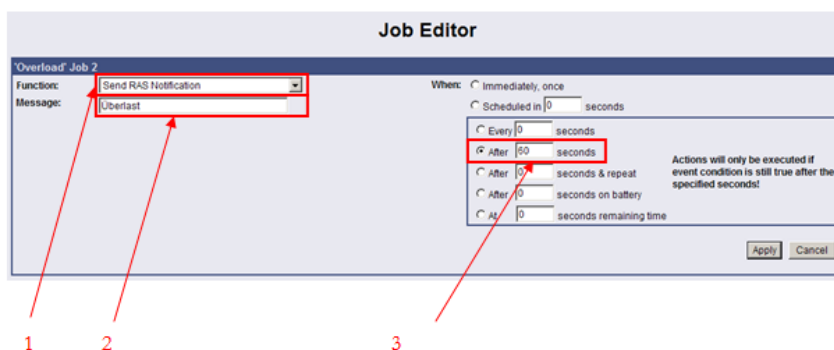 Job Editor
'Overload' Job 2
Function: Send RAS Notification
Message: Überlast
When: Immediately, once
Scheduled in 0 seconds
Every 0 seconds
After 60 seconds
After 0 seconds & repeat
After 0 seconds on battery
At 0 seconds remaining time
Actions will only be executed if
event condition is still true after the
specified seconds!
Apply Cancel
1 2 3